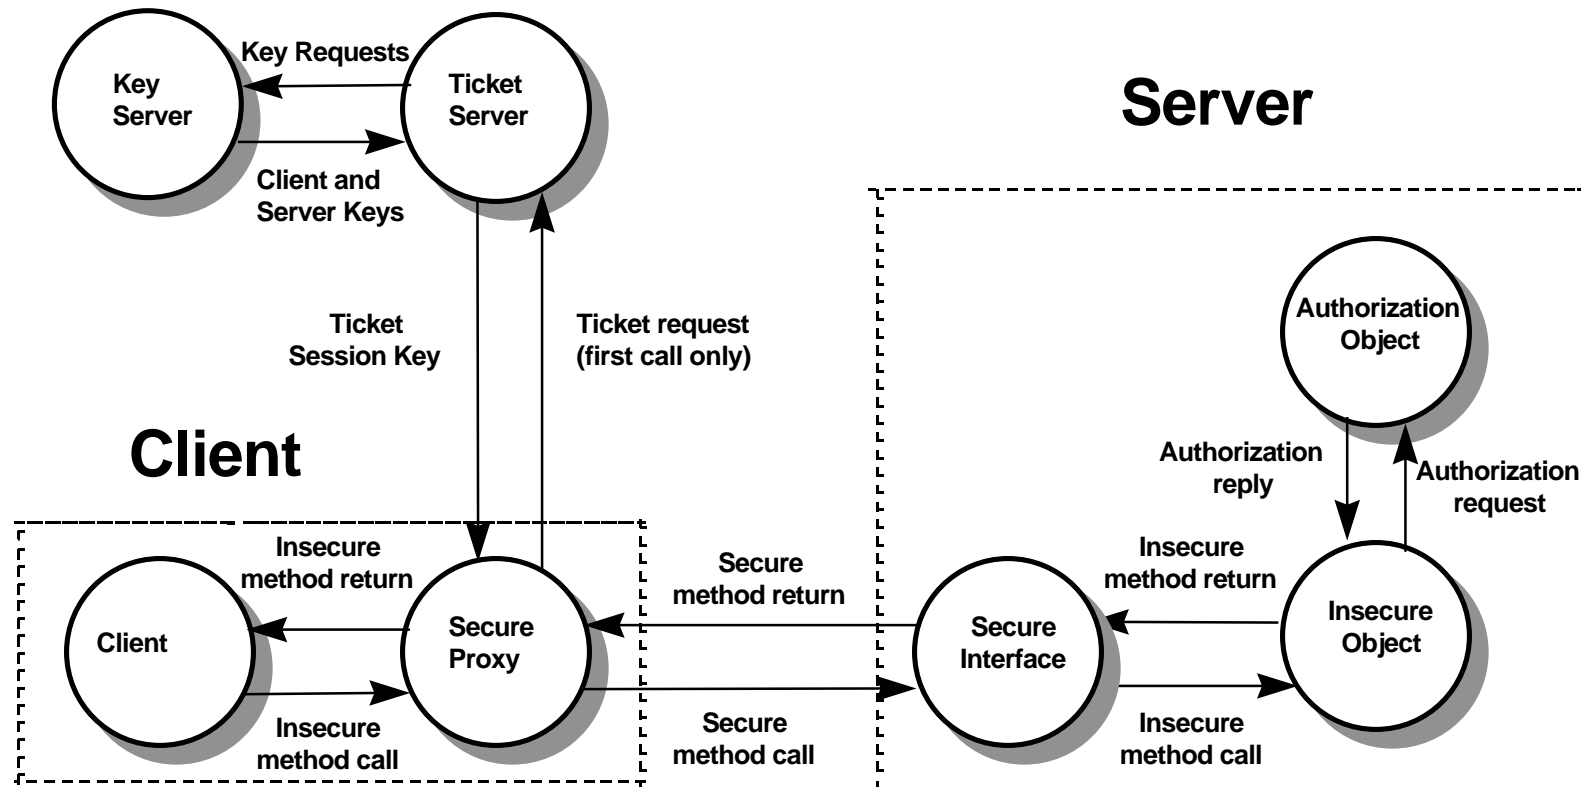 Key Requests
Key
Server
Ticket
Server
Client and
Server Keys
Server
Ticket
Session Key
Ticket request
(first call only)
Authorization
Object
Authorization
reply
Authorization
request
Client
Insecure
method return
Client
Secure
Proxy
Insecure
method call
Secure
method return
Secure
method call
Secure
Interface
Insecure
method return
Insecure
Object
Insecure
method call